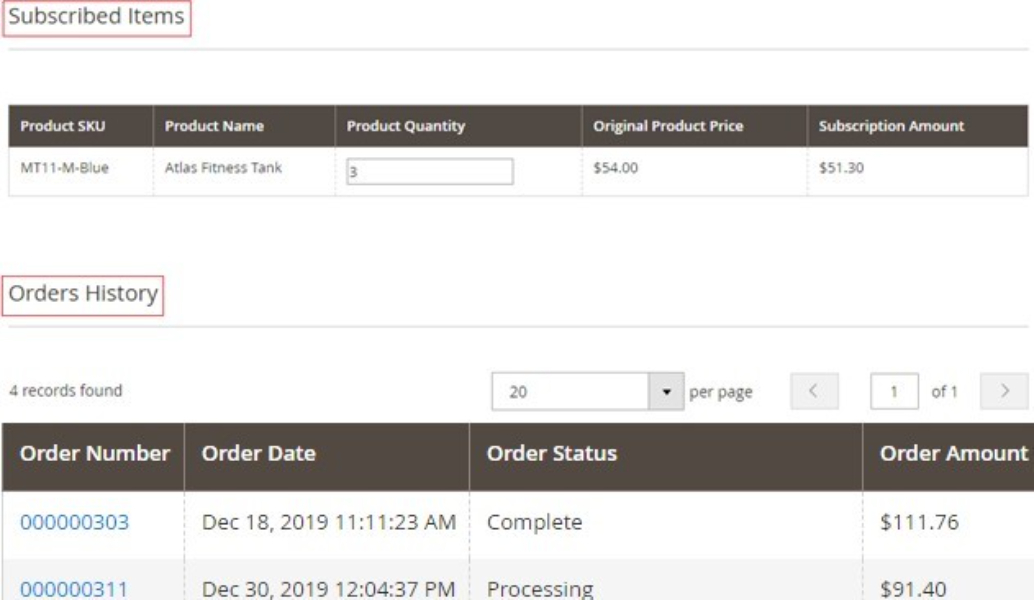 Subscribed Items
Product SKU Product Name Product Quantity Original Product Price Subscription Amount
MT11-M-Blue Atlas Fitness Tank 3 $54.00 $51.30
Orders History
4 records found 20 per page 1 of 1
Order Number Order Date Order Status Order Amount
000000303 Dec 18, 2019 11:11:23 AM Complete $111.76
000000311 Dec 30, 2019 12:04:37 PM Processing $91.40